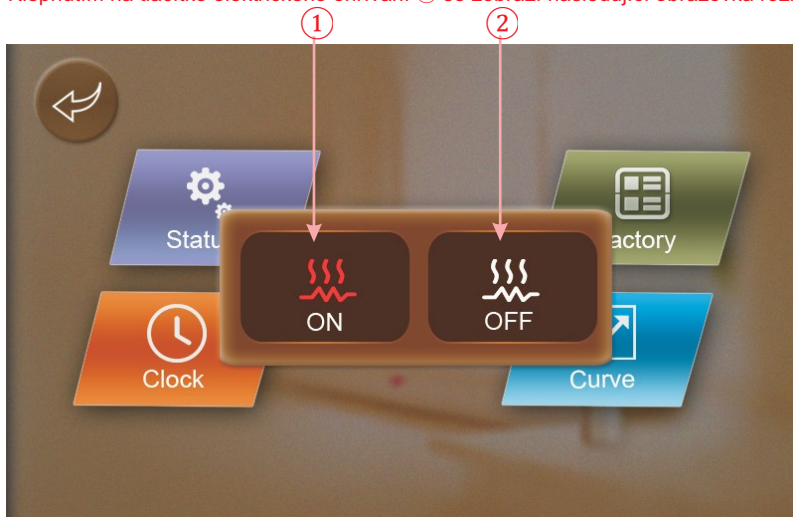 ① ②
Statu
actory
ON OFF
Clock
Curve